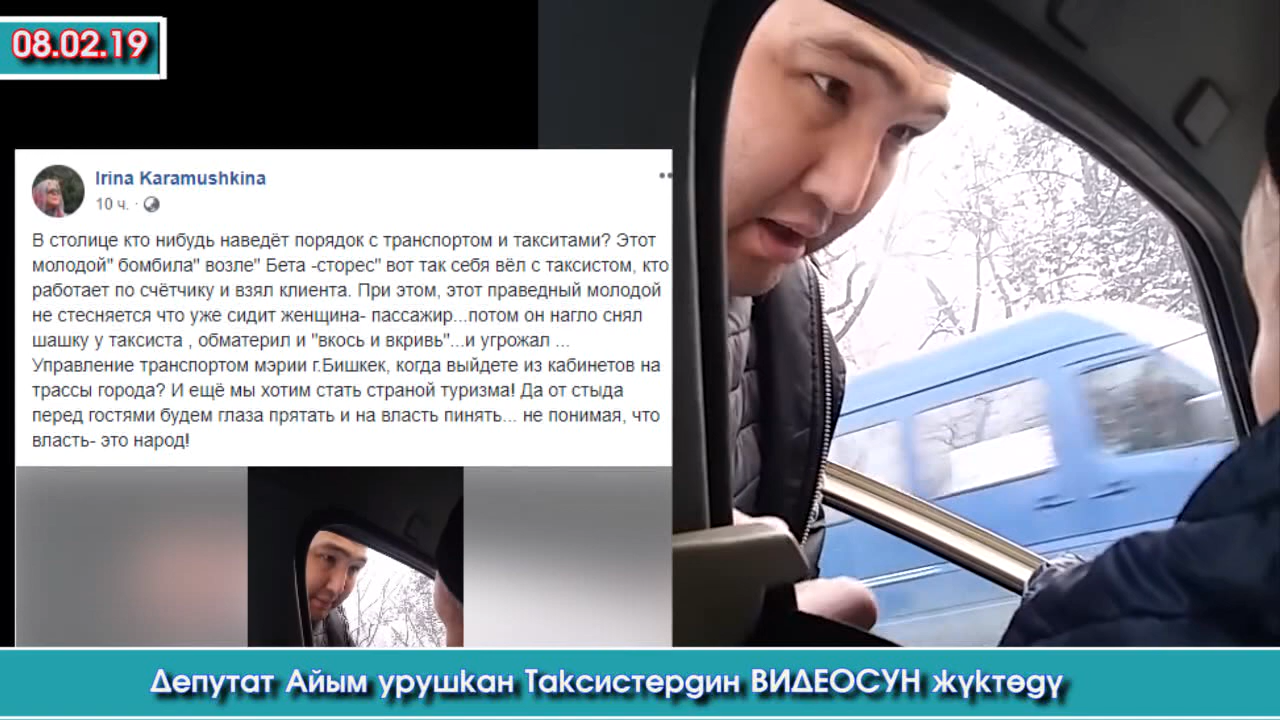 08.02.19
Irina Karamushkina
10 ч. ·
В столице кто нибудь наведёт порядок с транспортом и такситами? Этот
молодой" бомбила" возле" Бета -сторес" вот так себя вёл с таксистом, кто
работает по счётчику и взял клиента. При этом, этот праведный молодой
не стесняется что уже сидит женщина- пассажир...потом он нагло снял
шашку у таксиста , обматерил и "вкось и вкривь"...и угрожал ...
Управление транспортом мэрии г.Бишкек, когда выйдете из кабинетов на
трассы города? И ещё мы хотим стать страной туризма! Да от стыда
перед гостями будем глаза прятать и на власть пинять... не понимая, что
власть- это народ!
Депутат Айым урушкан Таксистердин ВИДЕОСУН жүктөдү